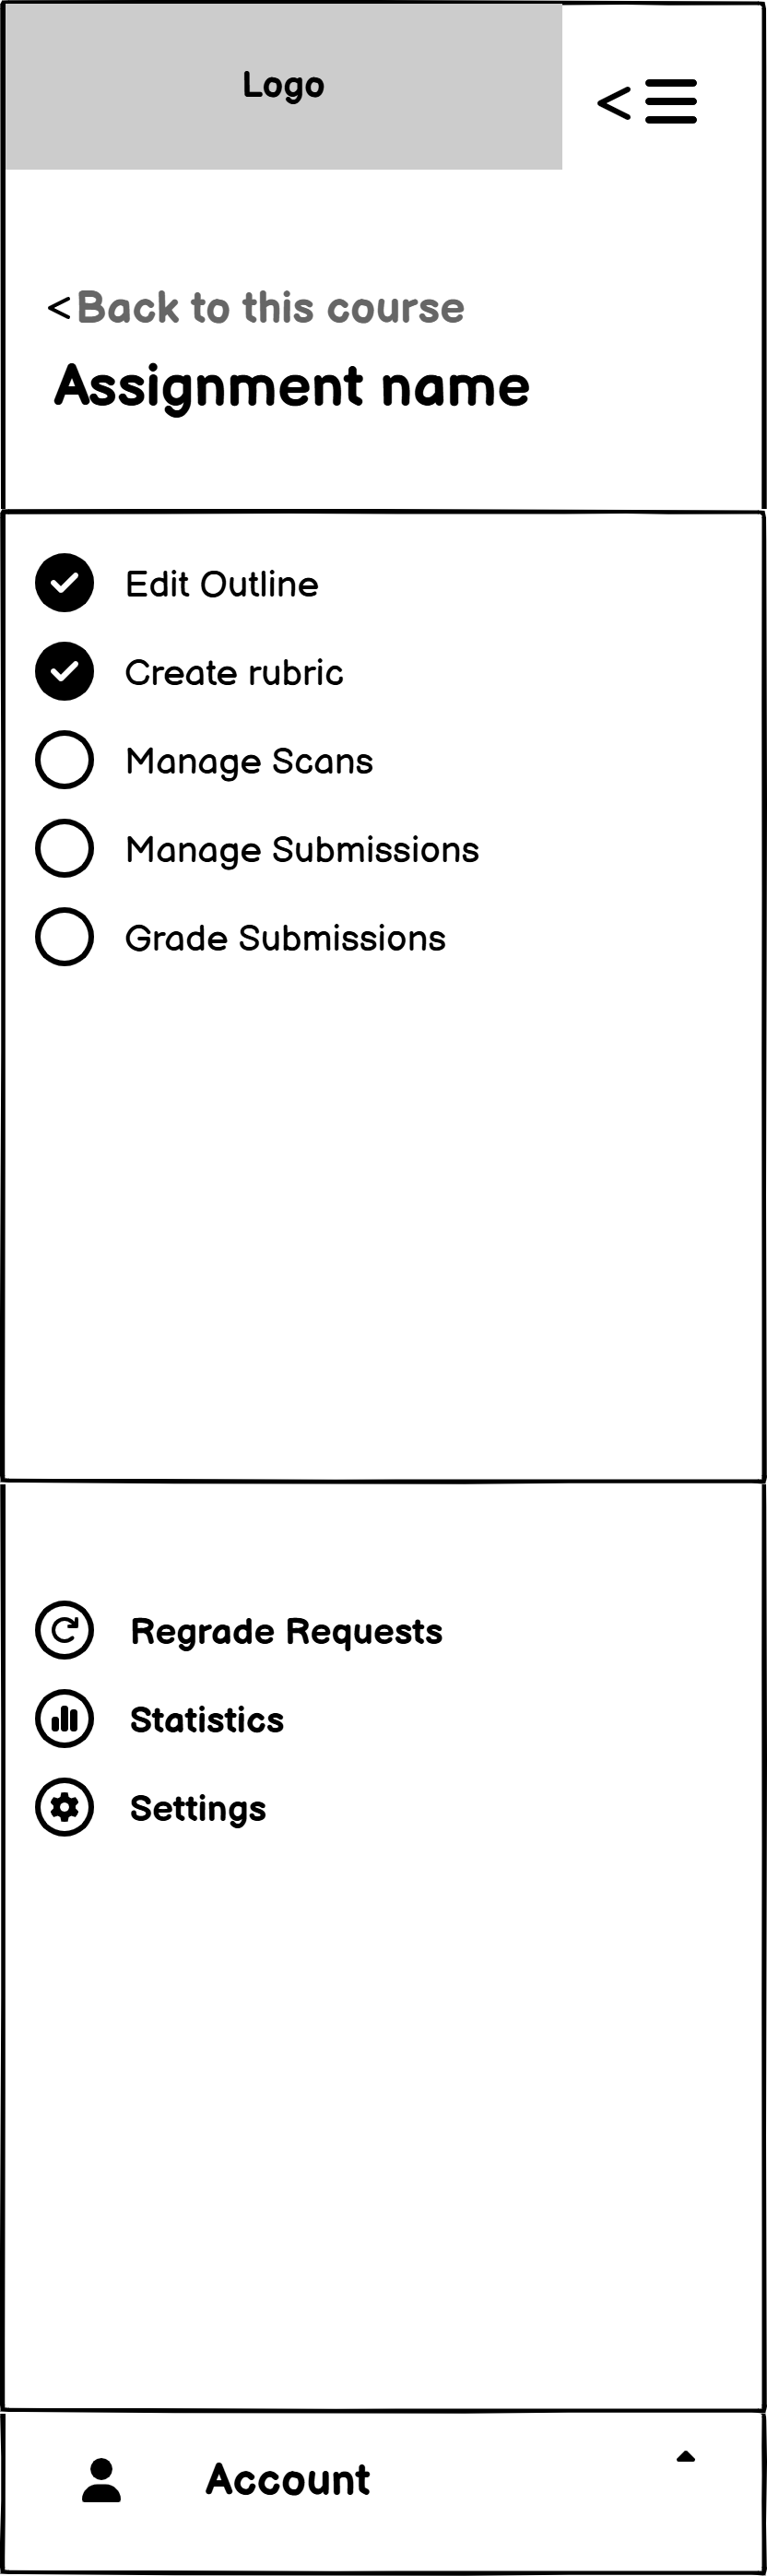 Logo
<
< Back to this course
Assignment name
Edit Outline
Create rubric
Manage Scans
Manage Submissions
Grade Submissions
Regrade Requests
Statistics
Settings
Account